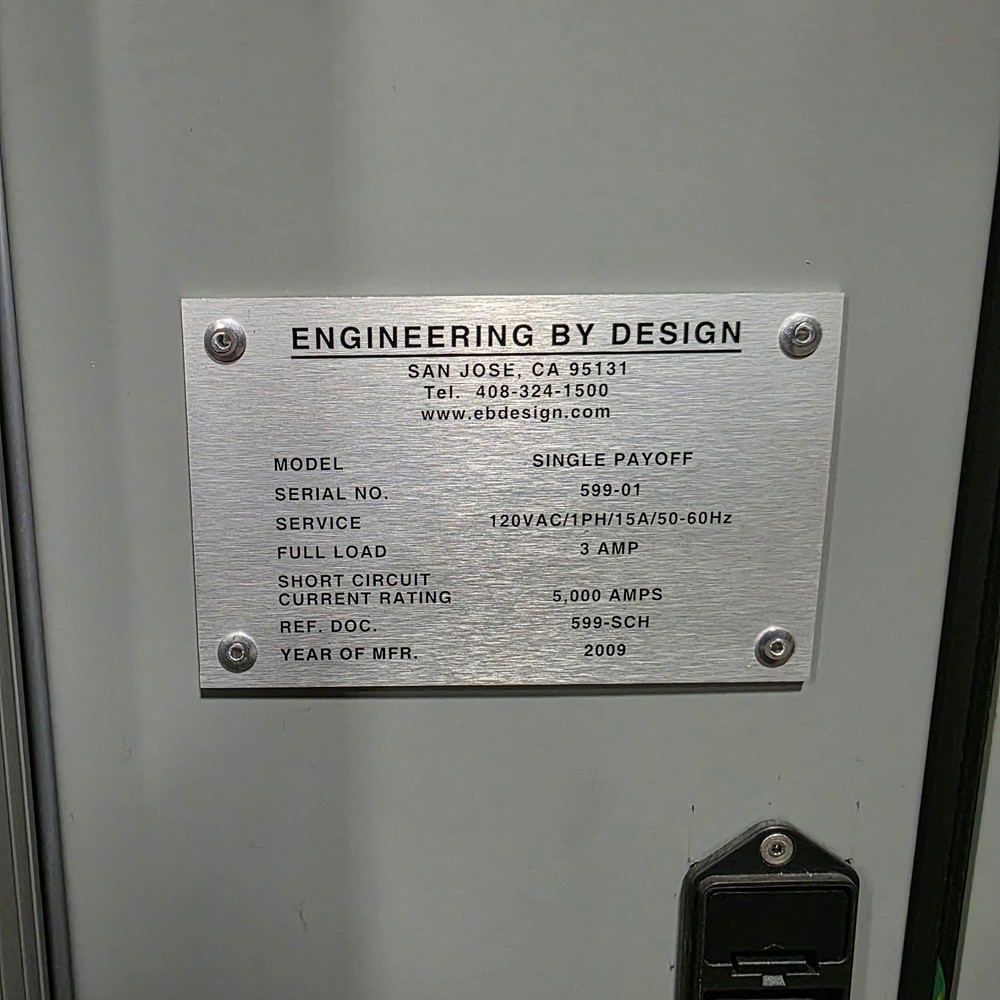 ENGINEERING BY DESIGN
SAN JOSE, CA 95131
Tel. 408-324-1500
www.ebdesign.com
MODEL SINGLE PAYOFF
SERIAL NO. 599-01
SERVICE 120VAC/1PH/15A/50-60Hz
FULL LOAD 3 AMP
SHORT CIRCUIT
CURRENT RATING 5,000 AMPS
REF. DOC. 599-SCH
YEAR OF MFR. 2009